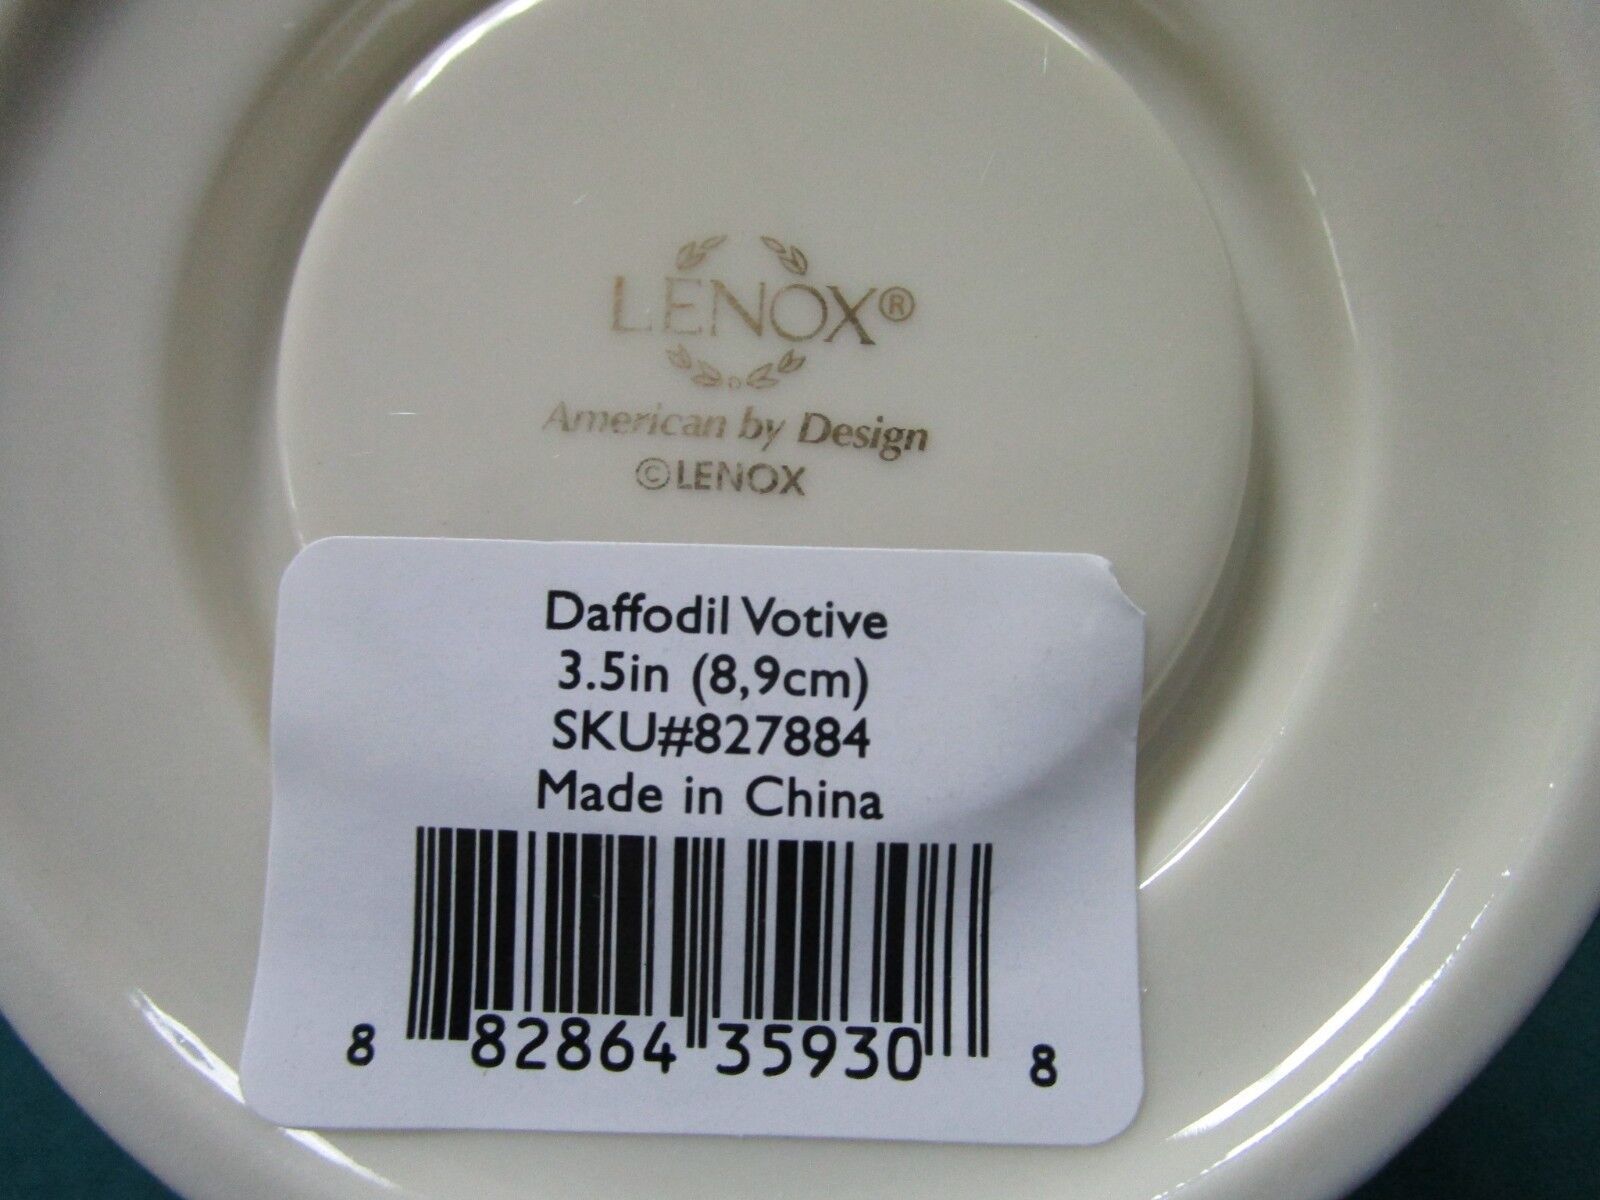 LENOX®
American by Design
©LENOX
Daffodil Votive
3.5in (8,9cm)
SKU#827884
Made in China
8 82864 35930 8